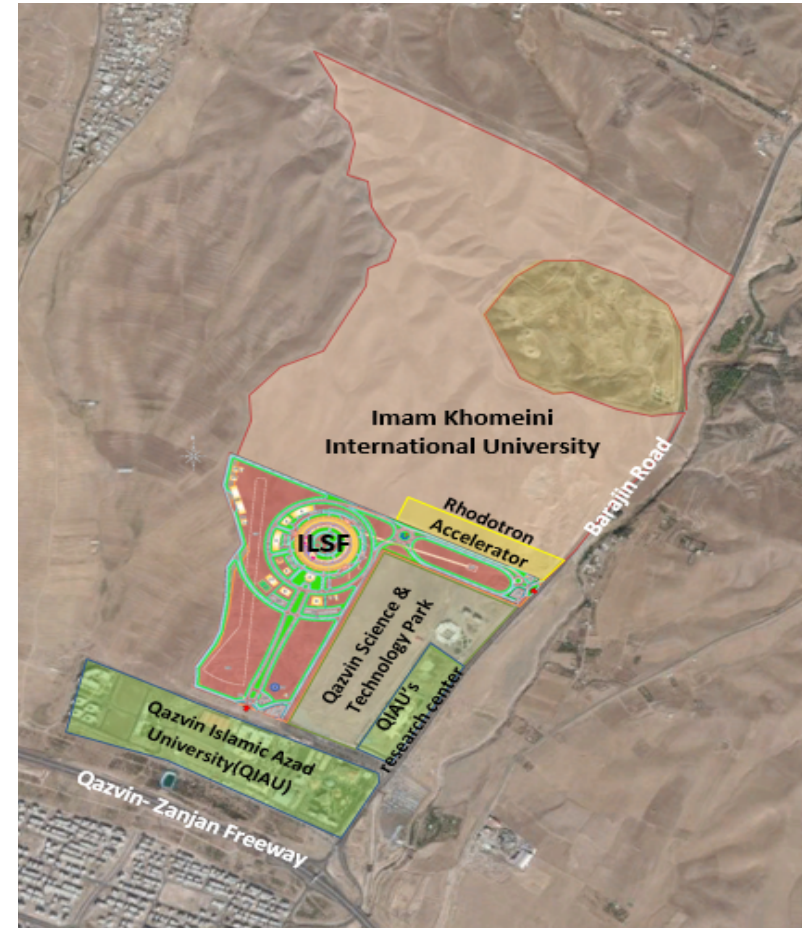 Imam Khomeini
International University
Barajin Road
Rhodotron
Accelerator
ILSF
Qazvin Science &
Technology Park
QIAU's
research center
Qazvin Islamic Azad
University(QIAU)
Qazvin- Zanjan Freeway